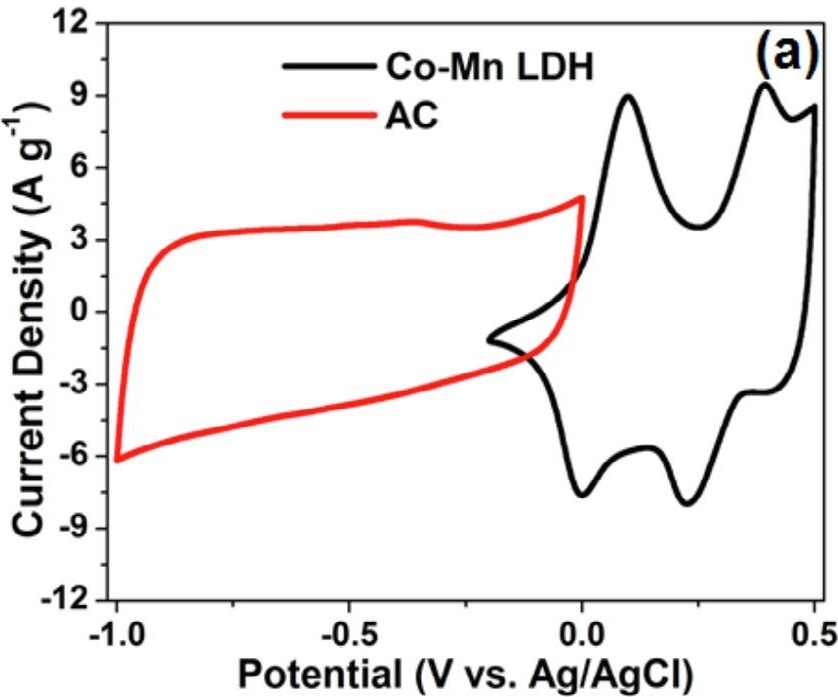 (a)
Co-Mn LDH
AC
Current Density (A g⁻¹)
12
9
6
3
0
-3
-6
-9
-12
-1.0 -0.5 0.0 0.5
Potential (V vs. Ag/AgCl)